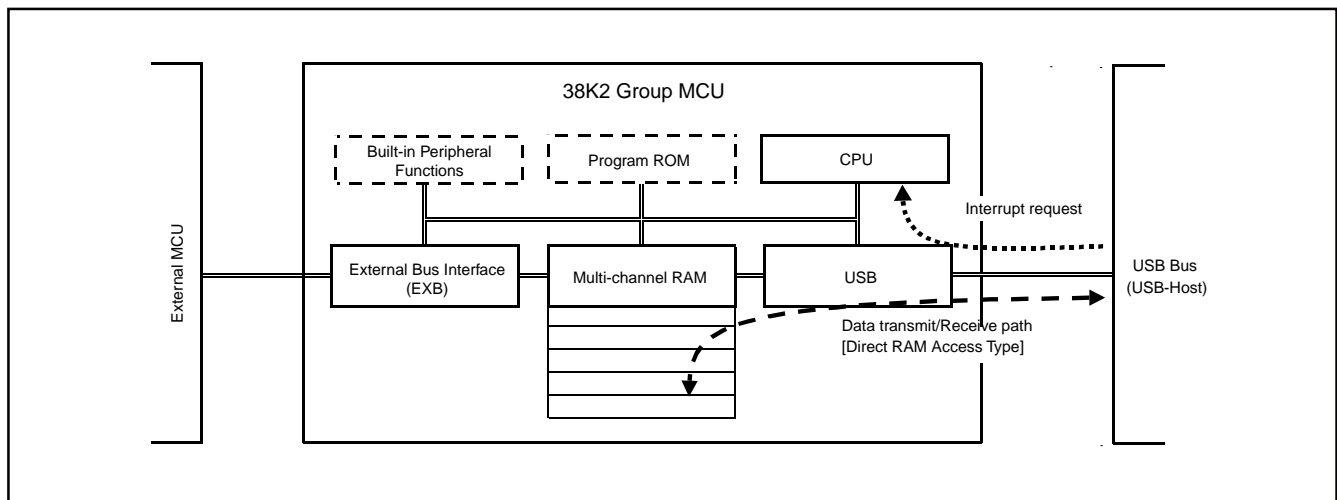 38K2 Group MCU
Built-in Peripheral
Functions
Program ROM
CPU
Interrupt request
External MCU
External Bus Interface
(EXB)
Multi-channel RAM
USB
USB Bus
(USB-Host)
Data transmit/Receive path
[Direct RAM Access Type]